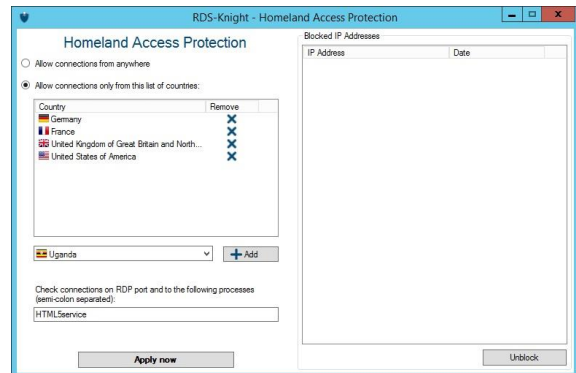 RDS-Knight - Homeland Access Protection
Homeland Access Protection
Allow connections from anywhere
Allow connections only from this list of countries:
Country Remove
Germany
France
United Kingdom of Great Britain and North...
United States of America
Uganda
Add
Check connections on RDP port and to the following processes
(semi-colon separated):
HTML5service
Apply now
Blocked IP Addresses
IP Address Date
Unblock